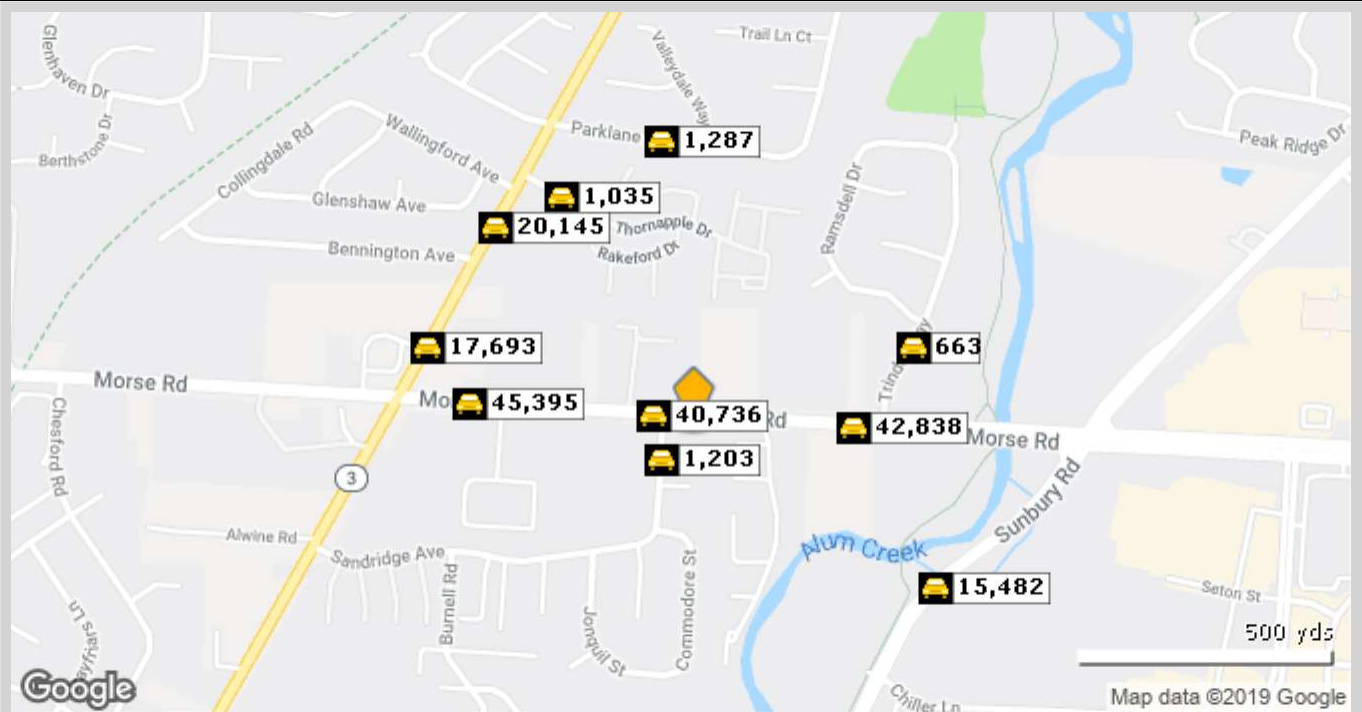 Glenhaven Dr
Valleydale Way
Trail Ln Ct
Berthstone Dr
Collingdale Rd
Wallingford Ave
Parklane
1,287
Peak Ridge Dr
Glenshaw Ave
1,035
20,145
Thornapple Dr
Ramsdell Dr
Bennington Ave
Rakeford Dr
17,693
663
Morse Rd
Mo
45,395
40,736
Rd
42,838
Morse Rd
Chesford Rd
1,203
3
Sunbury Rd
Alwine Rd
Sandridge Ave
Alum Creek
Burnell Rd
Jonquil St
Commodore St
15,482
Seton St
500 yds
Chiller Ln
Google
Map data ©2019 Google